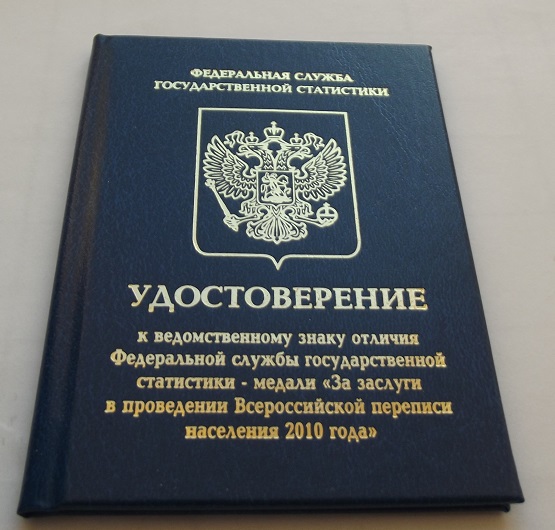 ФЕДЕРАЛЬНАЯ СЛУЖБА
ГОСУДАРСТВЕННОЙ СТАТИСТИКИ
УДОСТОВЕРЕНИЕ
к ведомственному знаку отличия
Федеральной службы государственной
статистики - медали «За заслуги
в проведении Всероссийской переписи
населения 2010 года»